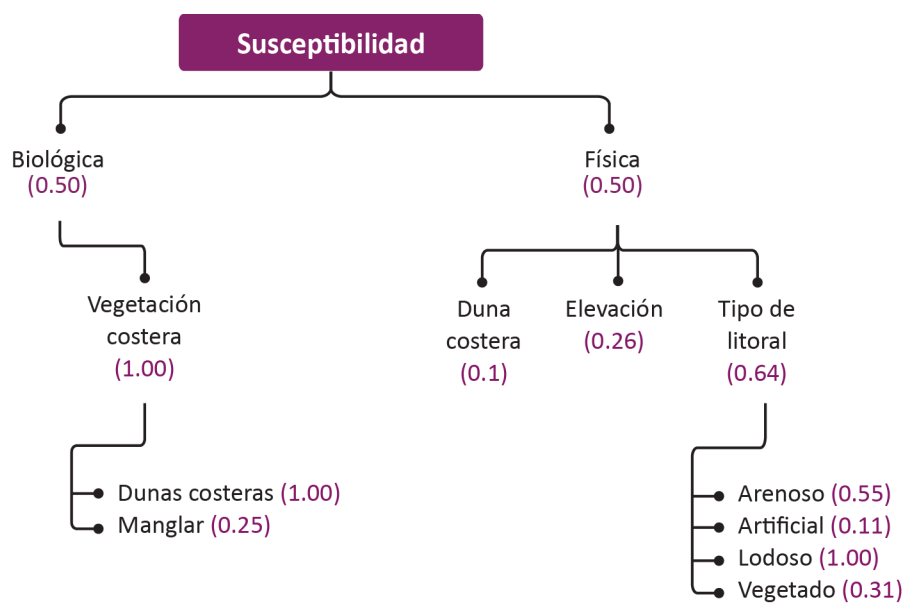 Susceptibilidad
Biológica
(0.50)
Física
(0.50)
Vegetación
costera
(1.00)
Duna
costera
(0.1)
Elevación
(0.26)
Tipo de
litoral
(0.64)
Dunas costeras (1.00)
Manglar (0.25)
Arenoso (0.55)
Artificial (0.11)
Lodoso (1.00)
Vegetado (0.31)